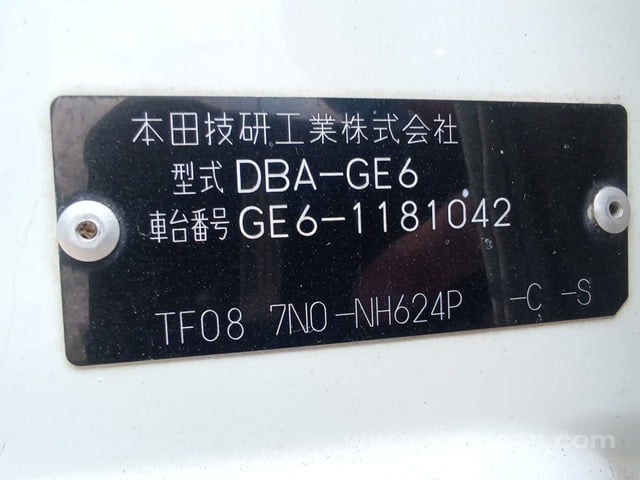 本田技研工業株式会社
型式 DBA-GE6
車台番号 GE6-1181042
TF08 7N0-NH624P -C -S